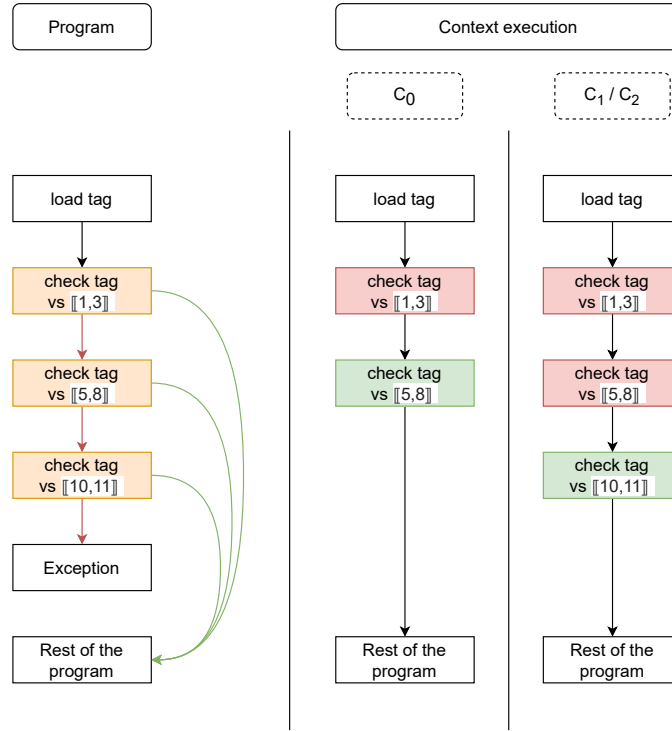 Program
Context execution
C0
C1 / C2
load tag
check tag
vs ⟦1,3⟧
check tag
vs ⟦5,8⟧
check tag
vs ⟦10,11⟧
Exception
Rest of the
program
load tag
check tag
vs ⟦1,3⟧
check tag
vs ⟦5,8⟧
Rest of the
program
load tag
check tag
vs ⟦1,3⟧
check tag
vs ⟦5,8⟧
check tag
vs ⟦10,11⟧
Rest of the
program